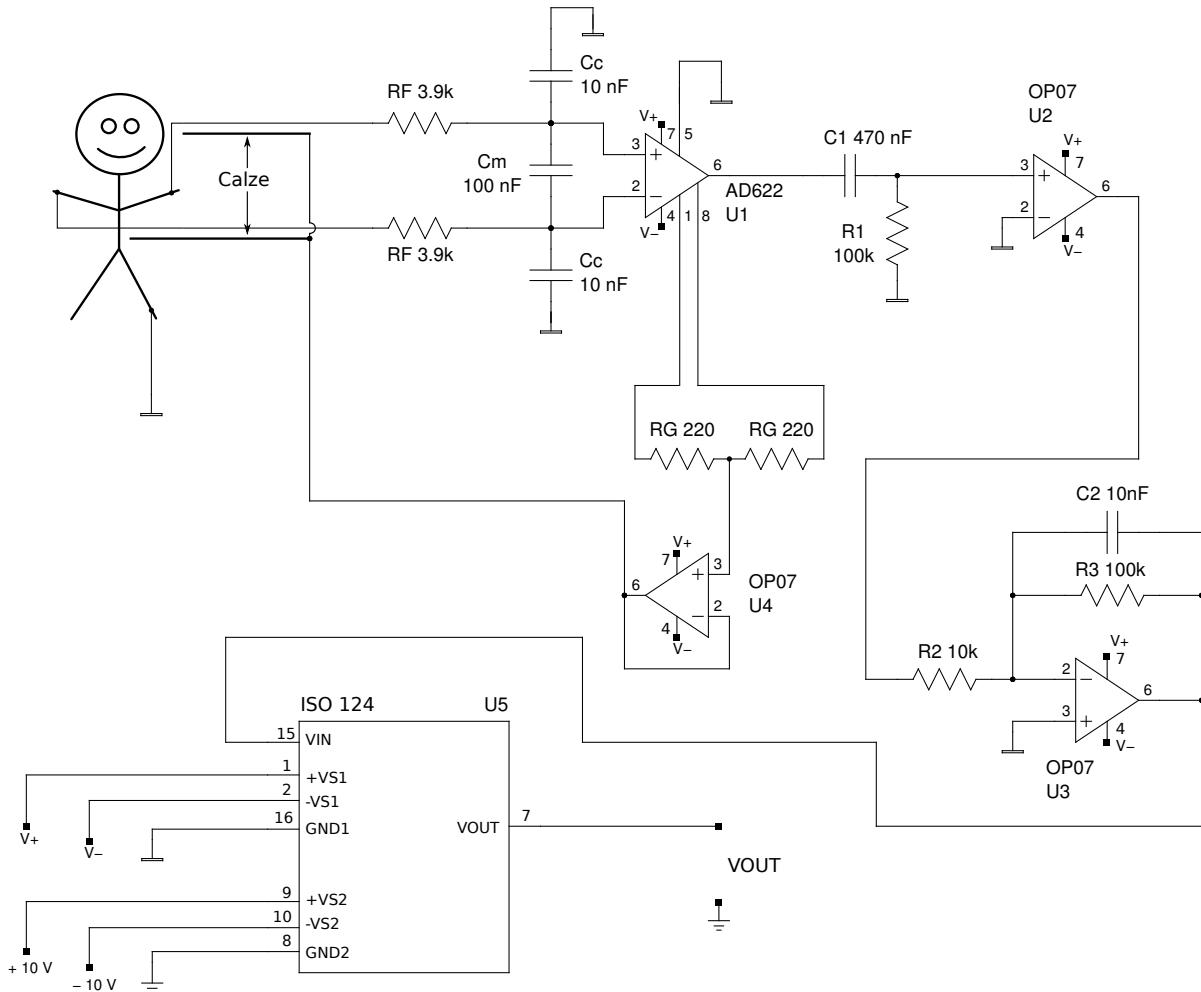 Cc
10 nF
RF 3.9k
Cm
100 nF
RF 3.9k
Cc
10 nF
Calze
V+
7
5
3
+
2
−
4
1
8
V−
6
AD622
U1
C1 470 nF
R1
100k
OP07
U2
V+
7
3
+
2
−
6
4
V−
RG 220
RG 220
V+
7
3
+
6
2
−
4
V−
OP07
U4
C2 10nF
R3 100k
R2 10k
V+
7
2
−
6
3
+
4
V−
OP07
U3
ISO 124
U5
15
VIN
1
+VS1
2
-VS1
16
GND1
V+
V−
9
+VS2
10
-VS2
8
GND2
+ 10 V
− 10 V
VOUT
7
VOUT